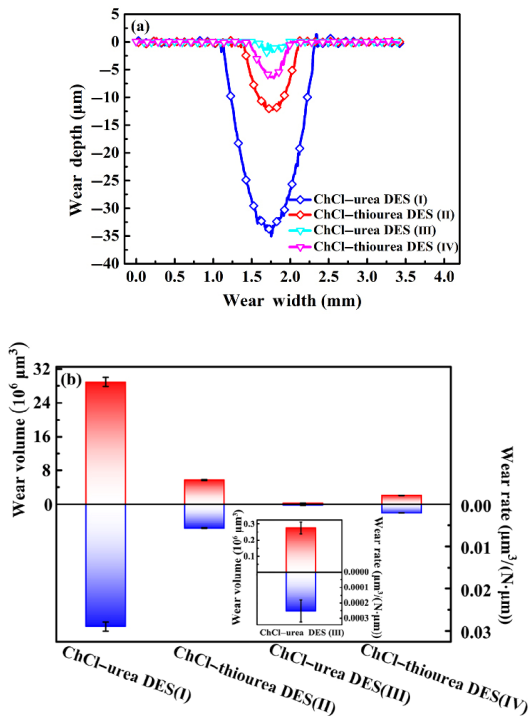 (a)
5
0
−5
−10
−15
−20
−25
−30
−35
−40
Wear depth (μm)
ChCl–urea DES (I)
ChCl–thiourea DES (II)
ChCl–urea DES (III)
ChCl–thiourea DES (IV)
0.0 0.5 1.0 1.5 2.0 2.5 3.0 3.5 4.0
Wear width (mm)
(b)
32
24
16
8
0
Wear volume (10⁶ μm³)
0.00
0.01
0.02
0.03
Wear rate (μm³/(N·μm))
0.3
0.2
0.1
Wear volume (10⁶ μm³)
0.0000
0.0001
0.0002
0.0003
Wear rate (μm³/(N·μm))
ChCl–urea DES (III)
ChCl–urea DES(I)
ChCl–thiourea DES(II)
ChCl–urea DES(III)
ChCl–thiourea DES(IV)